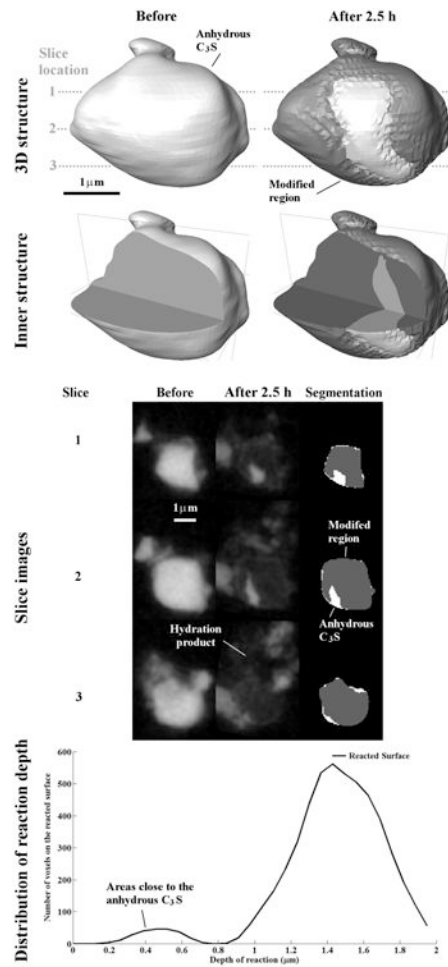 Before
After 2.5 h
Anhydrous
C₃S
Slice
location
1
2
3
1μm
Modified
region
3D structure
Inner structure
Slice
Before
After 2.5 h
Segmentation
1
1μm
2
Modifed
region
Anhydrous
C₃S
Hydration
product
3
Slice images
Distribution of reaction depth
Number of voxels on the reacted surface
600
500
400
300
200
100
0
Reacted Surface
Areas close to the
anhydrous C₃S
0 0.2 0.4 0.6 0.8 1 1.2 1.4 1.6 1.8 2
Depth of reaction (μm)